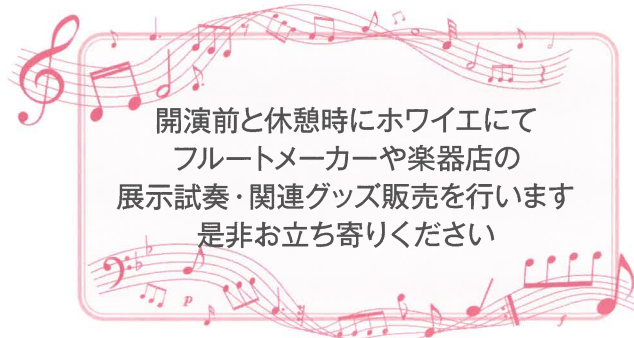 開演前と休憩時にホワイエにて
フルートメーカーや楽器店の
展示試奏・関連グッズ販売を行います
是非お立ち寄りください